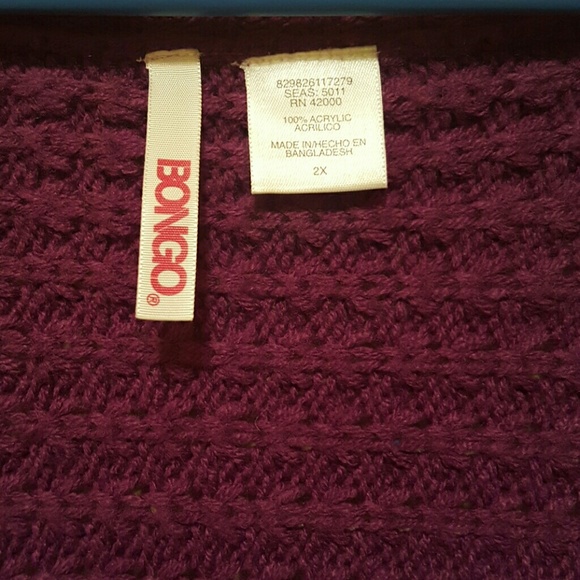 BONGO®
829826117279
SEAS: 5011
RN 42000
100% ACRYLIC
ACRILICO
MADE IN/HECHO EN
BANGLADESH
2X